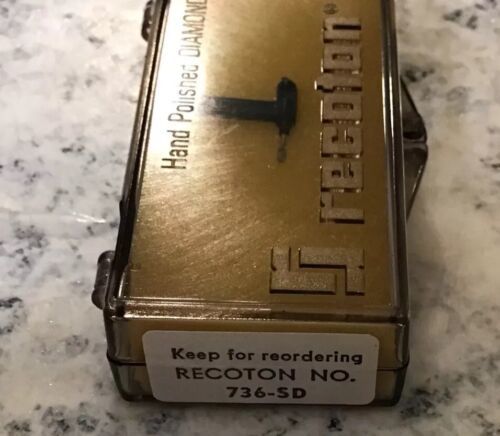 Hand Polished DIAMOND
recoton®
Keep for reordering
RECOTON NO.
736-SD